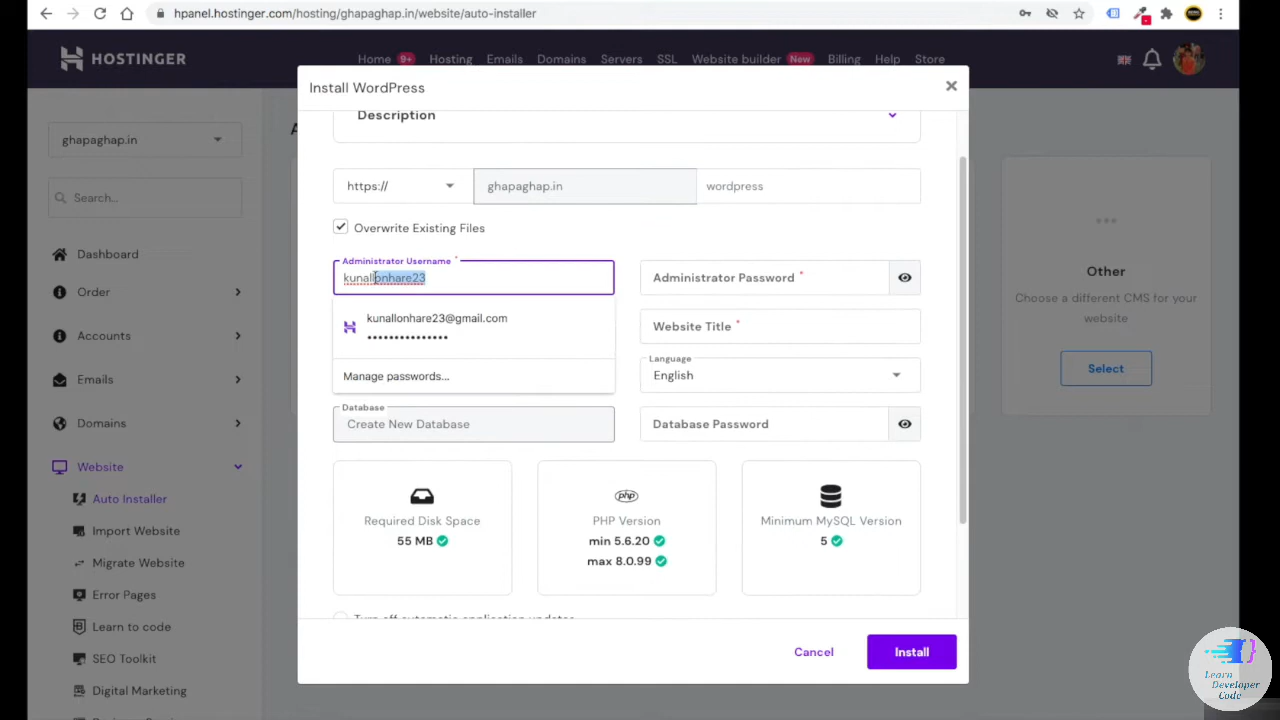 hpanel.hostinger.com/hosting/ghapaghap.in/website/auto-installer
HOSTINGER
Home 9+ Hosting Emails Domains Servers SSL Website builder New Billing Help Store
ghapaghap.in
Search...
Dashboard
Order
Accounts
Emails
Domains
Website
Auto Installer
Import Website
Migrate Website
Error Pages
Learn to code
SEO Toolkit
Digital Marketing
A
Install WordPress
Description
https:// ghapaghap.in wordpress
Overwrite Existing Files
Administrator Username *
kunallonhare23
Administrator Password *
kunallonhare23@gmail.com
•••••••••••••••
Manage passwords...
Website Title *
Language
English
Database
Create New Database
Database Password
Required Disk Space
55 MB
PHP Version
min 5.6.20
max 8.0.99
php
Minimum MySQL Version
5
Turn off automatic application updates
Cancel
Install
Other
Choose a different CMS for your
website
Select
Learn
Developer
Code